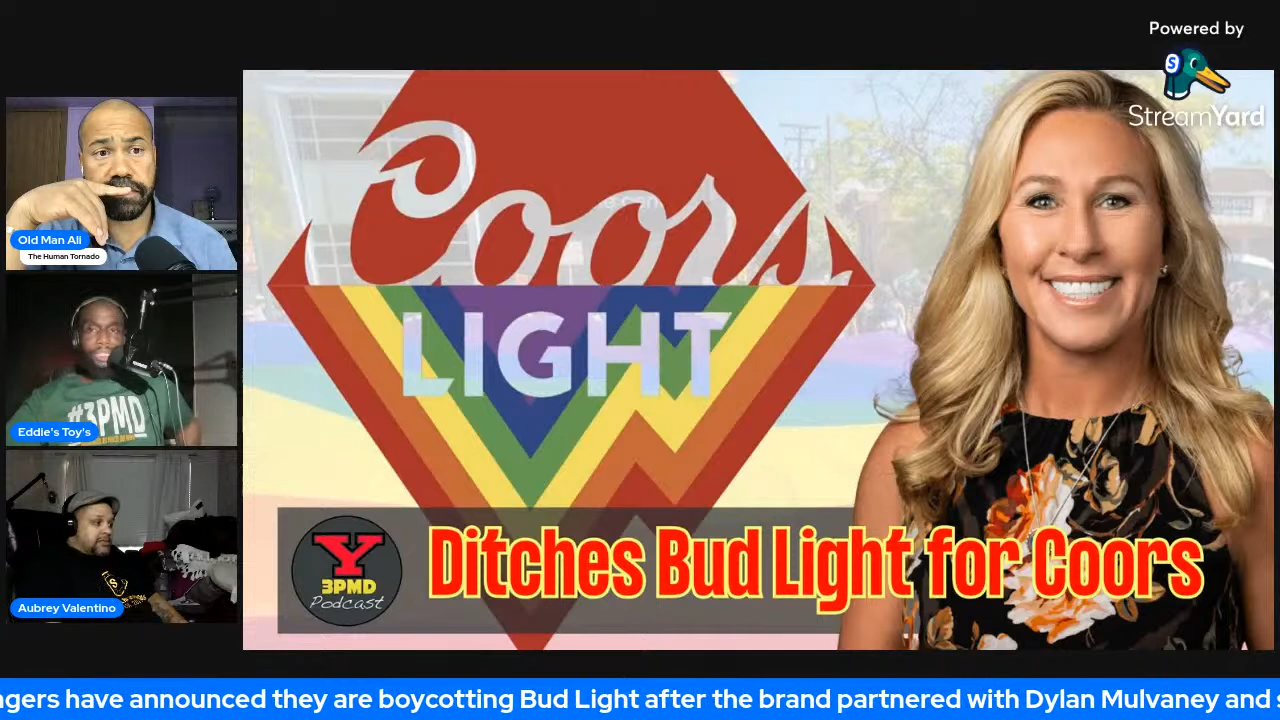 Powered by
StreamYard
Old Man Ali
The Human Tornado
Eddie's Toy's
#3PMD
Aubrey Valentino
Coors
LIGHT
Y
3PMD
Podcast
Ditches Bud Light for Coors
gers have announced they are boycotting Bud Light after the brand partnered with Dylan Mulvaney and